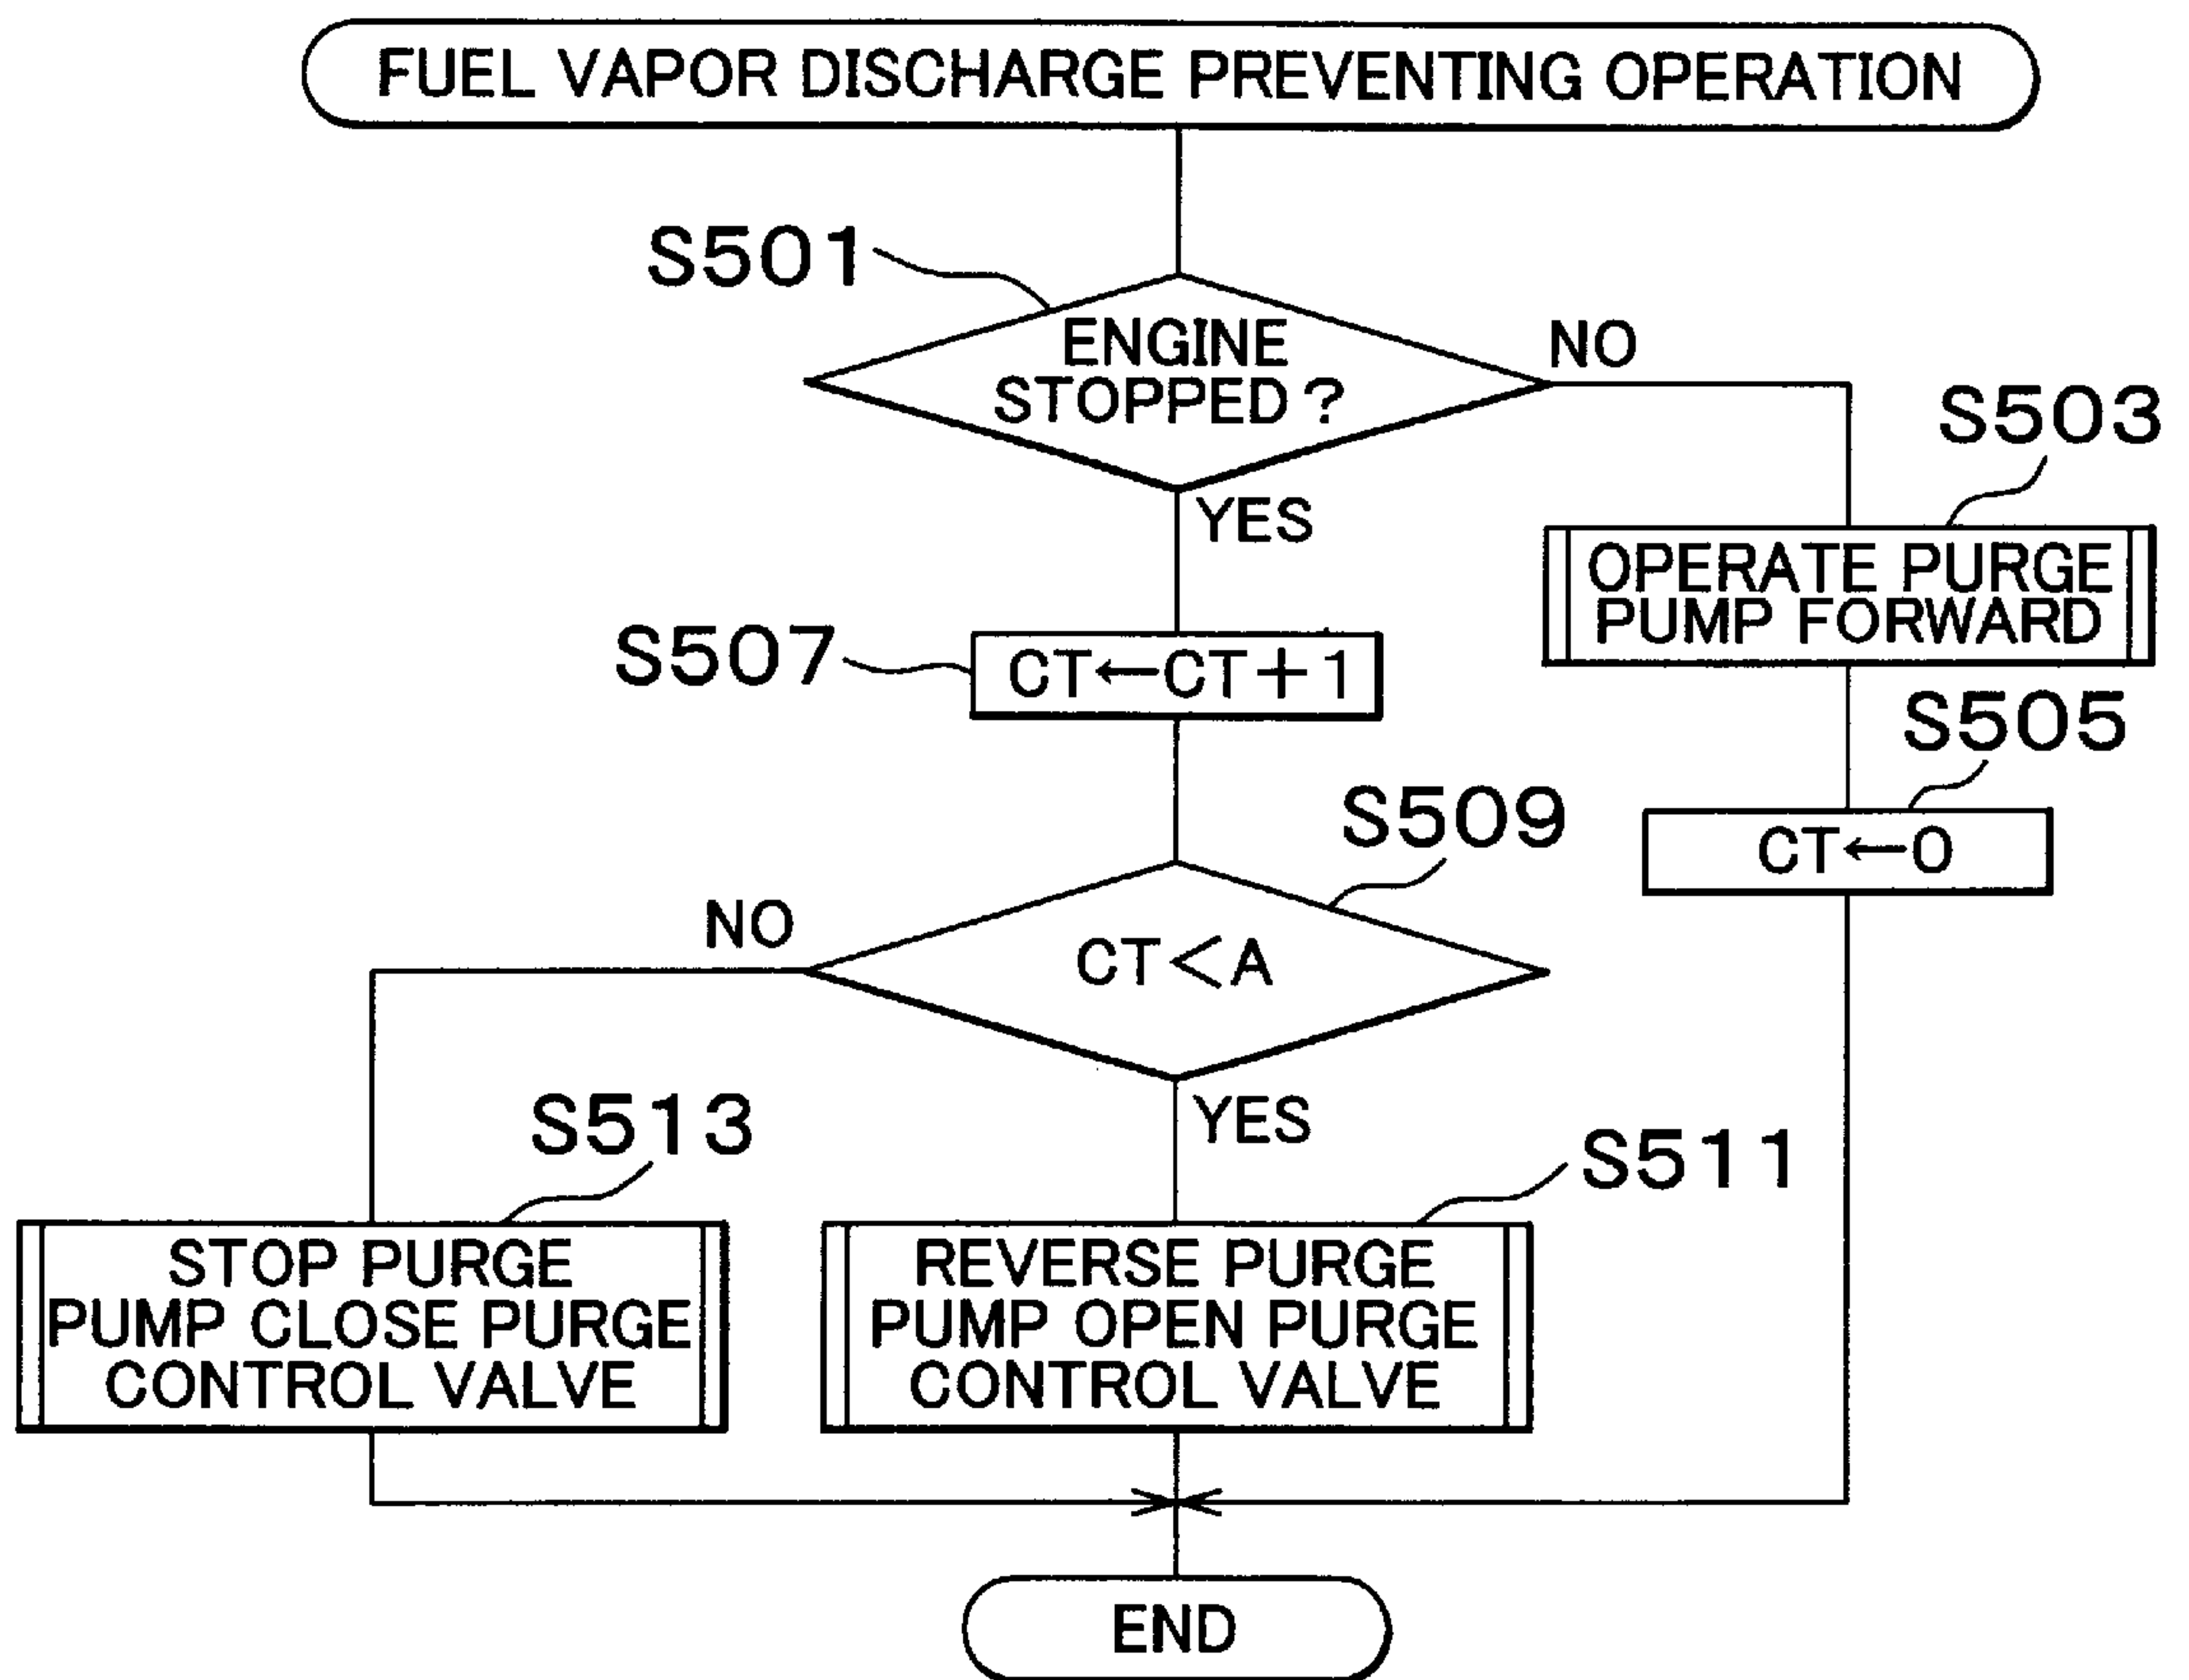 FUEL VAPOR DISCHARGE PREVENTING OPERATION
S501
ENGINE
STOPPED ?
NO
S503
YES
OPERATE PURGE
PUMP FORWARD
S507
CT←CT+1
S505
CT←0
S509
NO
CT<A
YES
S513
S511
STOP PURGE
PUMP CLOSE PURGE
CONTROL VALVE
REVERSE PURGE
PUMP OPEN PURGE
CONTROL VALVE
END